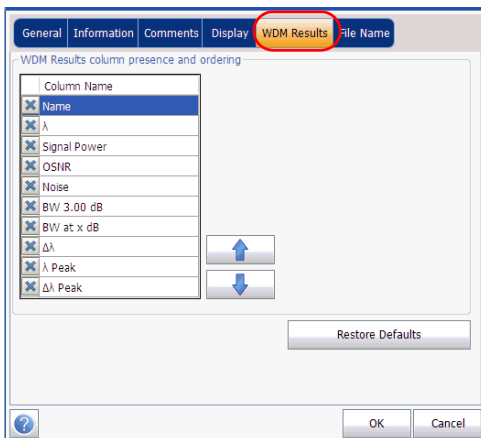 General Information Comments Display WDM Results File Name
WDM Results column presence and ordering
Column Name
Name
λ
Signal Power
OSNR
Noise
BW 3.00 dB
BW at x dB
Δλ
λ Peak
Δλ Peak
Restore Defaults
?
OK Cancel